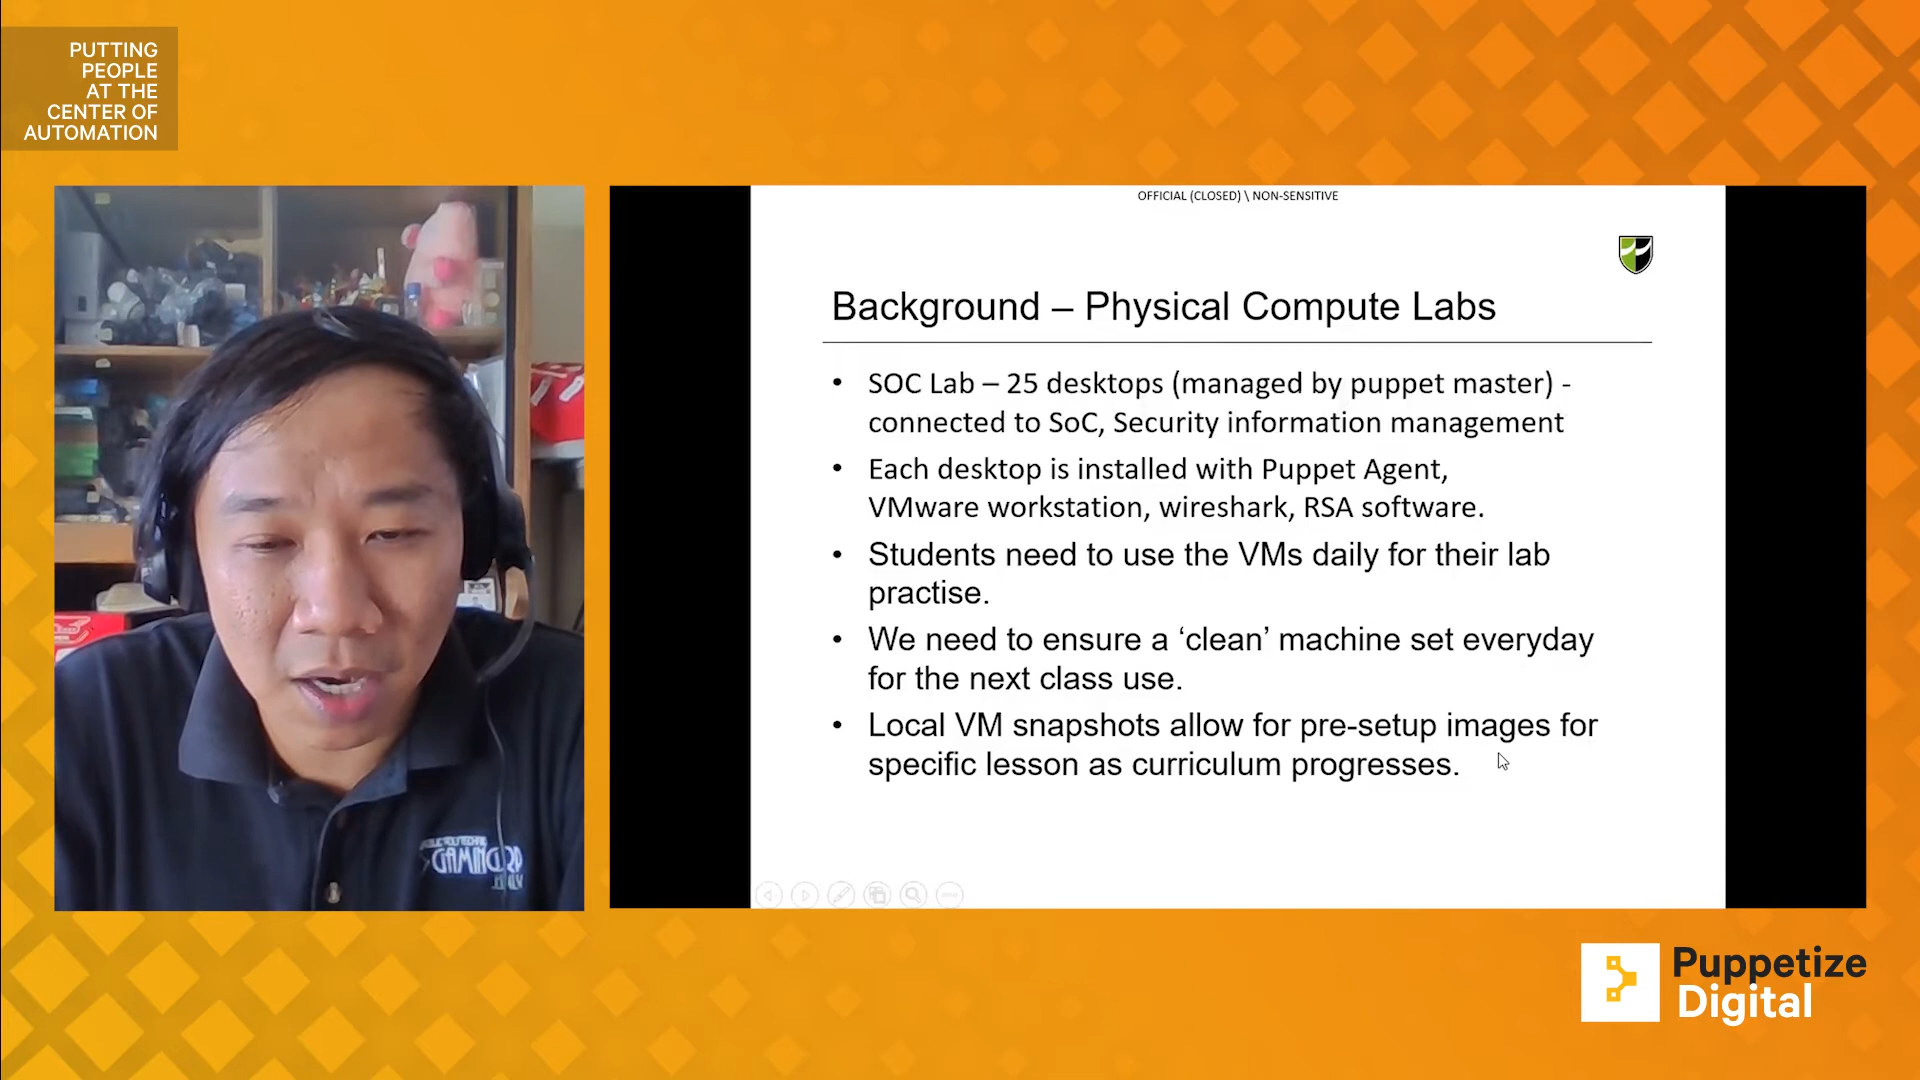 PUTTING
PEOPLE
AT THE
CENTER OF
AUTOMATION
OFFICIAL (CLOSED) \ NON-SENSITIVE
Background – Physical Compute Labs
• SOC Lab – 25 desktops (managed by puppet master) -
connected to SoC, Security information management
• Each desktop is installed with Puppet Agent,
VMware workstation, wireshark, RSA software.
• Students need to use the VMs daily for their lab
practise.
• We need to ensure a ‘clean’ machine set everyday
for the next class use.
• Local VM snapshots allow for pre-setup images for
specific lesson as curriculum progresses.
Puppetize
Digital